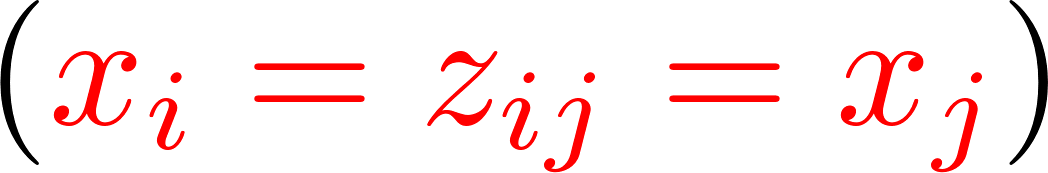 (x_i = z_{ij} = x_j)